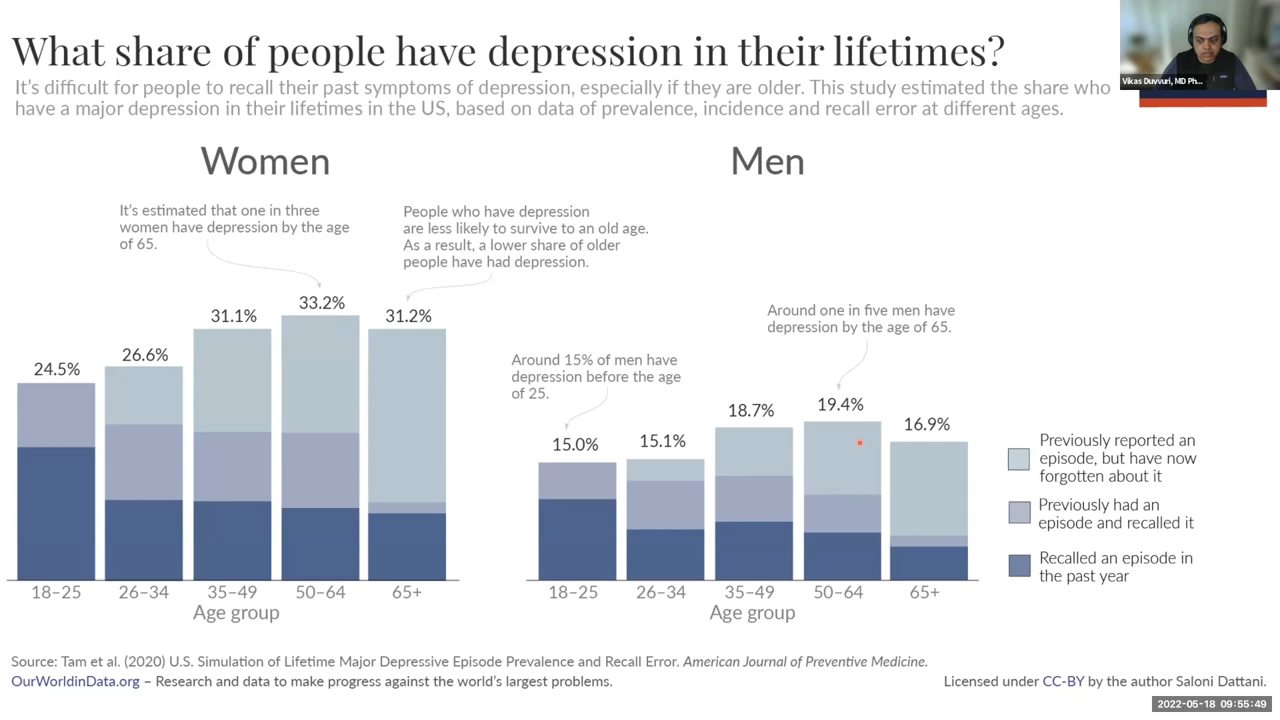 What share of people have depression in their lifetimes?
It's difficult for people to recall their past symptoms of depression, especially if they are older. This study estimated the share who
have a major depression in their lifetimes in the US, based on data of prevalence, incidence and recall error at different ages.
Vikas Duvvuri, MD Ph...
Women
It's estimated that one in three
women have depression by the age
of 65.
People who have depression
are less likely to survive to an old age.
As a result, a lower share of older
people have had depression.
24.5%
26.6%
31.1%
33.2%
31.2%
18–25
26–34
35–49
50–64
65+
Age group
Men
Around 15% of men have
depression before the age
of 25.
Around one in five men have
depression by the age of 65.
15.0%
15.1%
18.7%
19.4%
16.9%
18–25
26–34
35–49
50–64
65+
Age group
Previously reported an
episode, but have now
forgotten about it
Previously had an
episode and recalled it
Recalled an episode in
the past year
Source: Tam et al. (2020) U.S. Simulation of Lifetime Major Depressive Episode Prevalence and Recall Error. American Journal of Preventive Medicine.
OurWorldinData.org – Research and data to make progress against the world's largest problems.
Licensed under CC-BY by the author Saloni Dattani.
2022-05-18 09:55:49